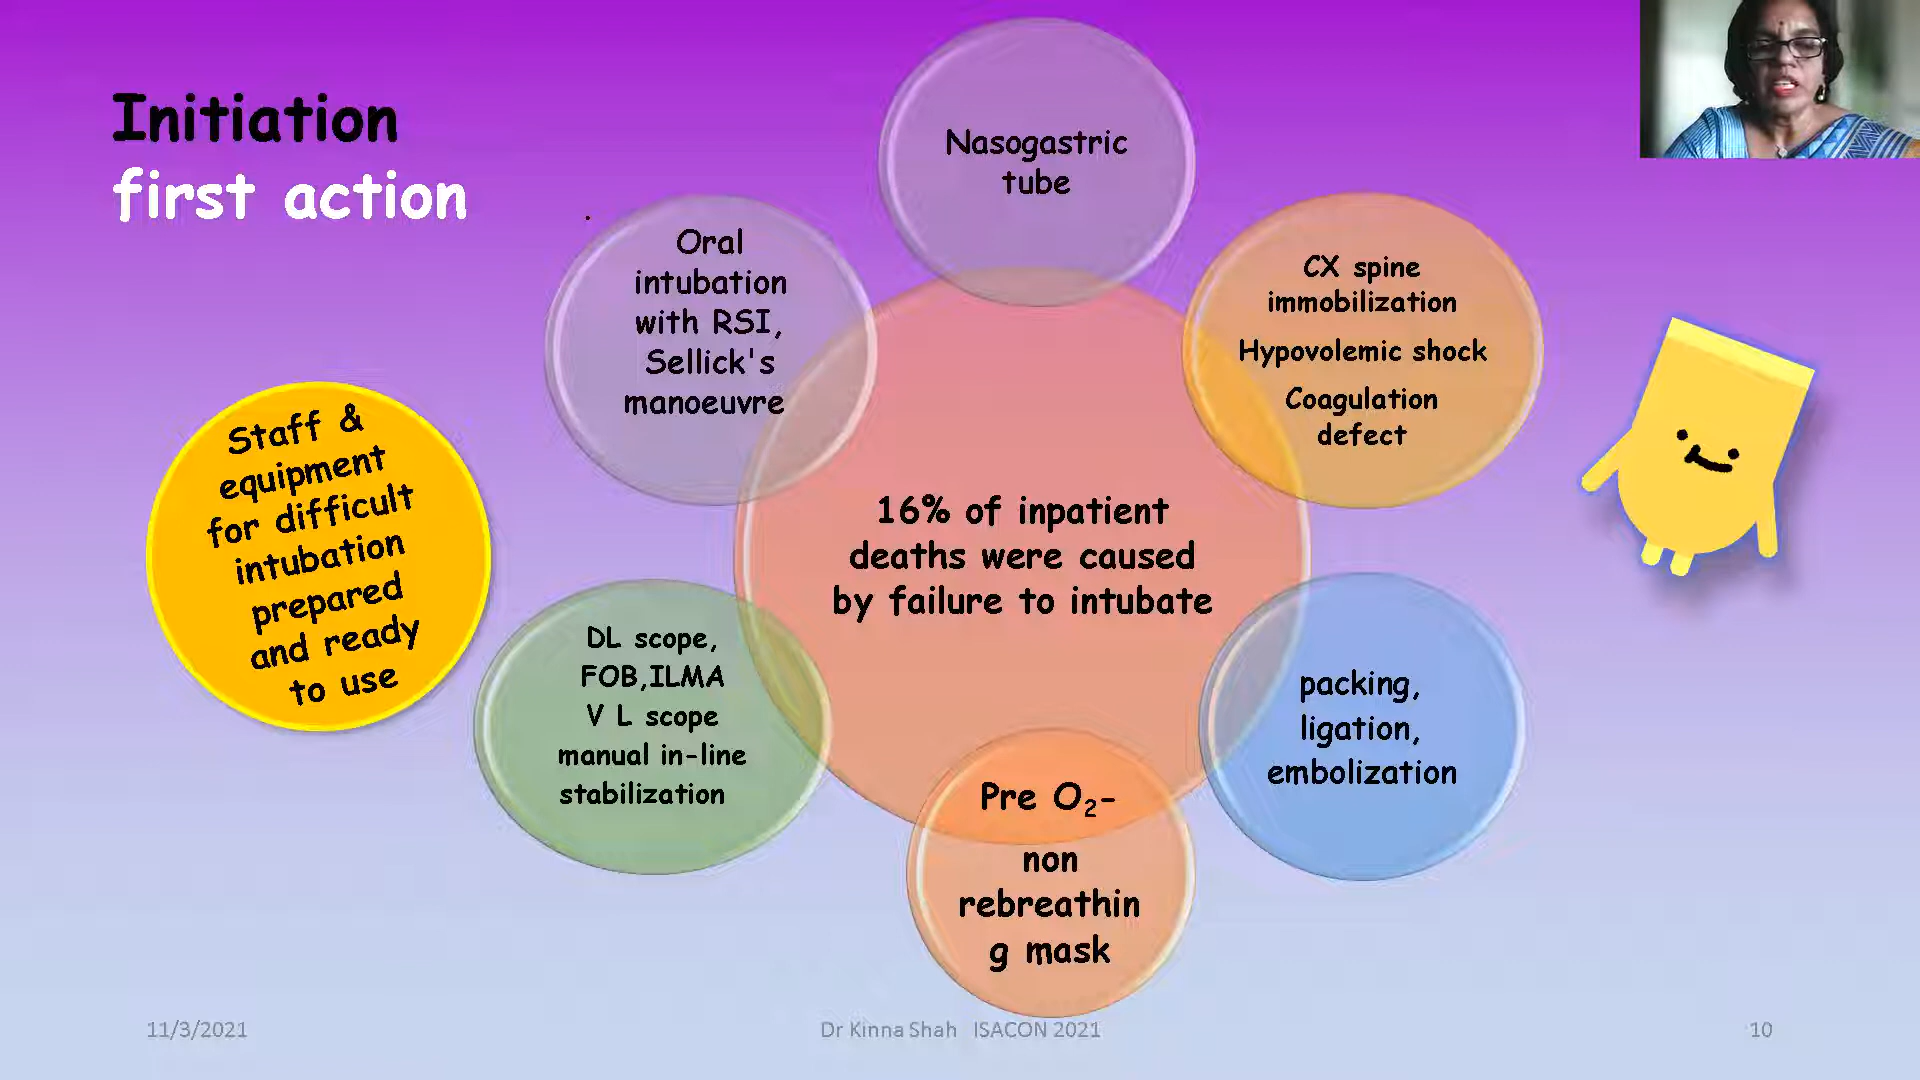 Initiation
first action
Nasogastric
tube
Oral
intubation
with RSI,
Sellick's
manoeuvre
CX spine
immobilization
Hypovolemic shock
Coagulation
defect
Staff &
equipment
for difficult
intubation
prepared
and ready
to use
16% of inpatient
deaths were caused
by failure to intubate
DL scope,
FOB,ILMA
V L scope
manual in-line
stabilization
packing,
ligation,
embolization
Pre O₂-
non
rebreathin
g mask
11/3/2021
Dr Kinna Shah ISACON 2021
10